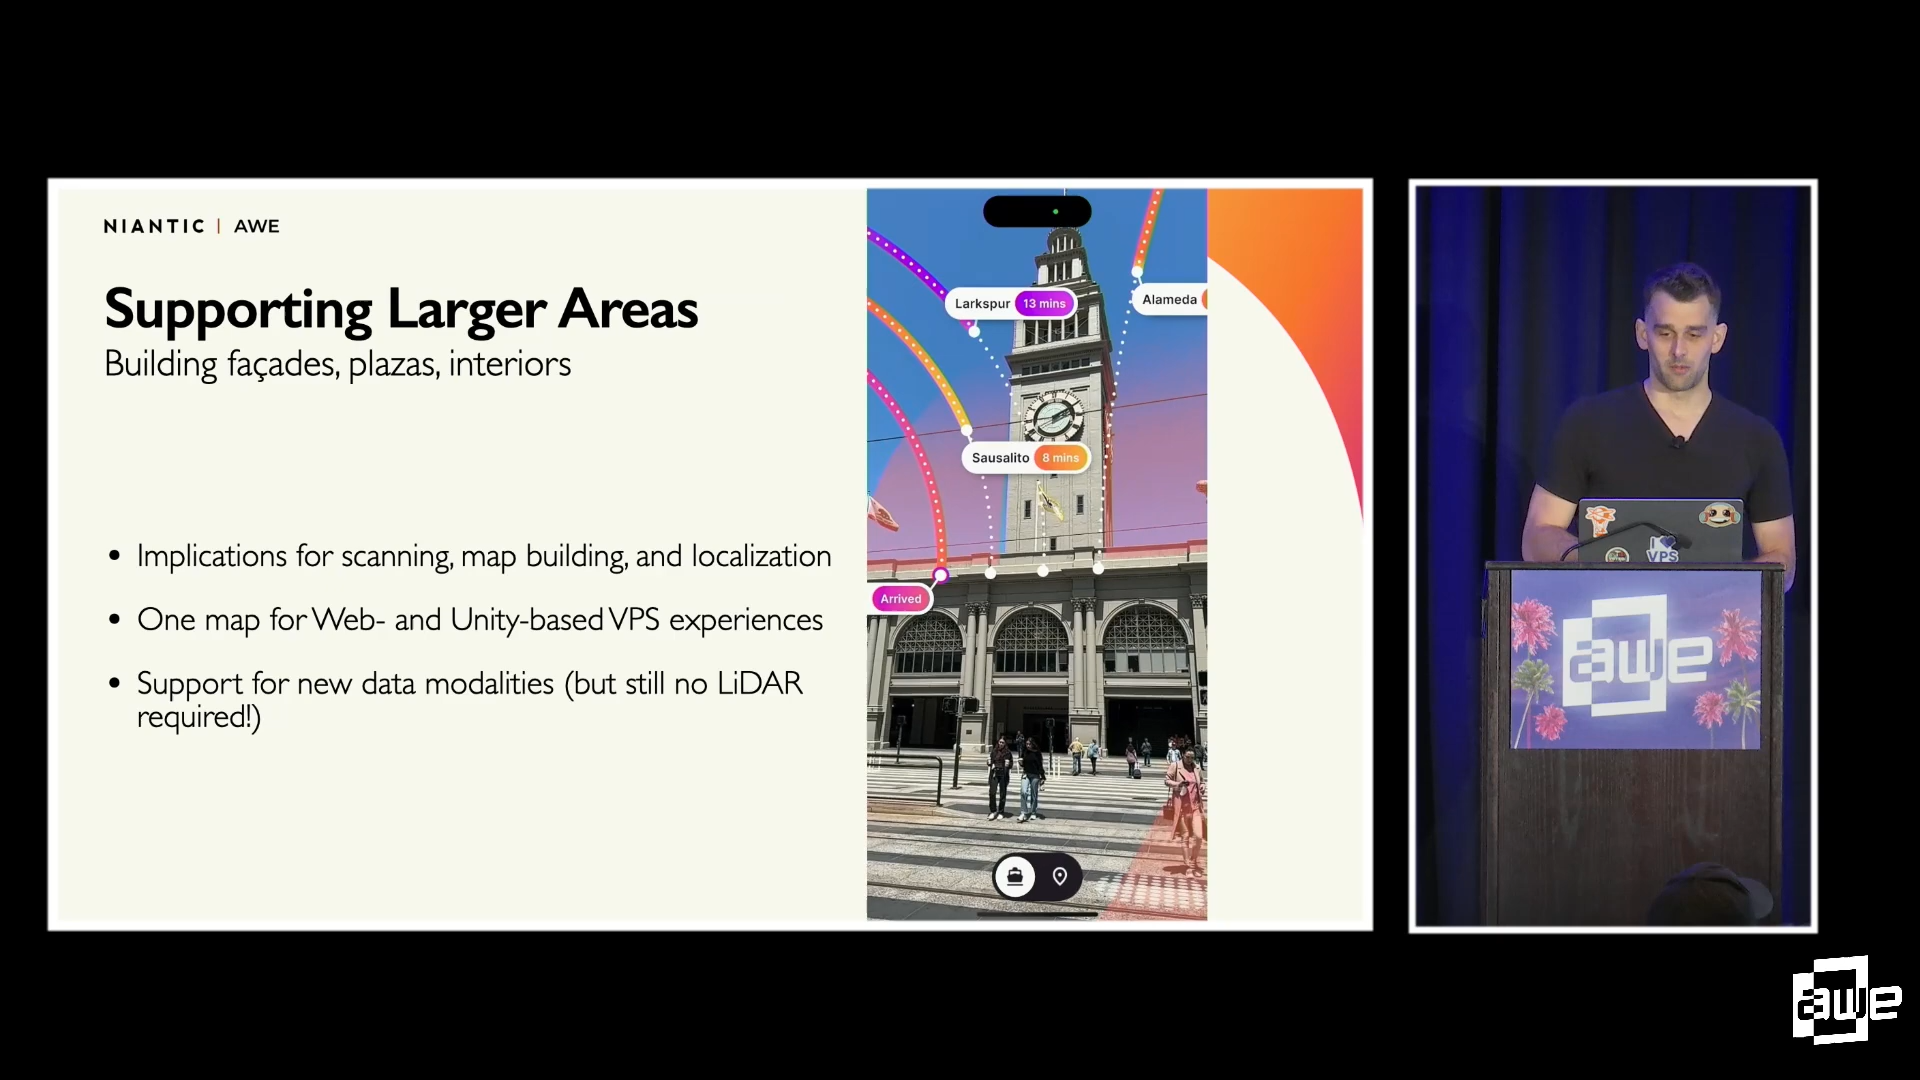 NIANTIC | AWE
Supporting Larger Areas
Building façades, plazas, interiors
• Implications for scanning, map building, and localization
• One map for Web- and Unity-based VPS experiences
• Support for new data modalities (but still no LiDAR
required!)
Larkspur 13 mins
Alameda
Sausalito 8 mins
Arrived
I
VPS
awe
awe